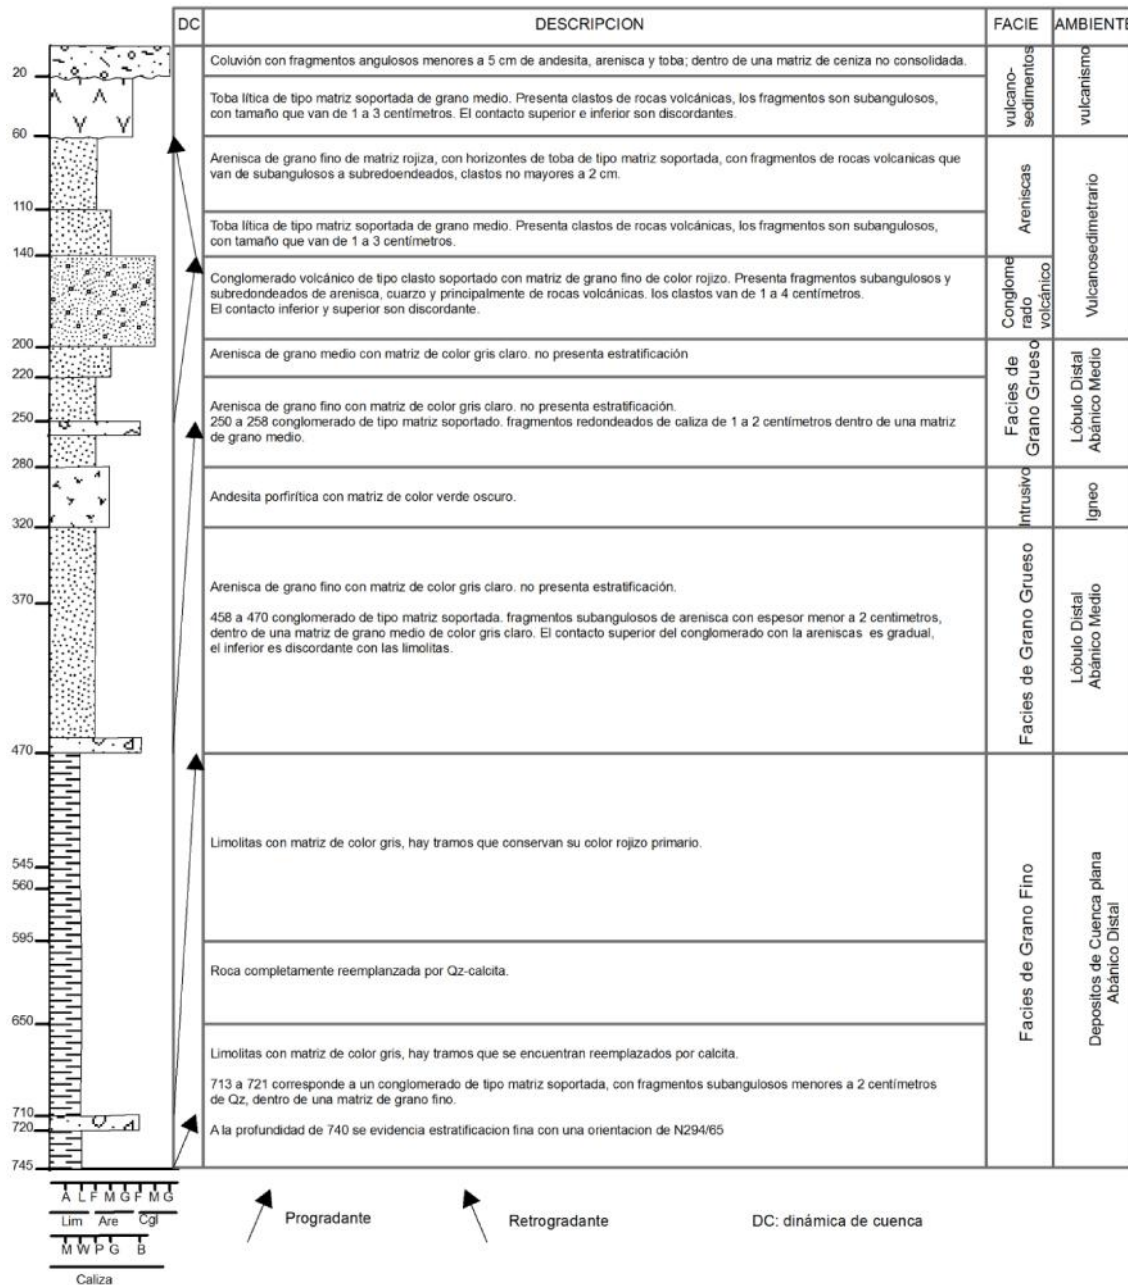 DC DESCRIPCION FACIE AMBIENTE
Coluvión con fragmentos angulosos menores a 5 cm de andesita, arenisca y toba; dentro de una matriz de ceniza no consolidada.
20
Toba lítica de tipo matriz soportada de grano medio. Presenta clastos de rocas volcánicas, los fragmentos son subangulosos,
con tamaño que van de 1 a 3 centímetros. El contacto superior e inferior son discordantes.
vulcano-
sedimentos
vulcanismo
60
Arenisca de grano fino de matriz rojiza, con horizontes de toba de tipo matriz soportada, con fragmentos de rocas volcanicas que
van de subangulosos a subredoendeados, clastos no mayores a 2 cm.
110
Toba lítica de tipo matriz soportada de grano medio. Presenta clastos de rocas volcánicas, los fragmentos son subangulosos,
con tamaño que van de 1 a 3 centímetros.
Areniscas
140
Conglomerado volcánico de tipo clasto soportado con matriz de grano fino de color rojizo. Presenta fragmentos subangulosos y
subredondeados de arenisca, cuarzo y principalmente de rocas volcánicas. los clastos van de 1 a 4 centímetros.
El contacto inferior y superior son discordante.
Conglome
rado
volcánico
Vulcanosedimetrario
200
Arenisca de grano medio con matriz de color gris claro. no presenta estratificación
220
Arenisca de grano fino con matriz de color gris claro. no presenta estratificación.
250
250 a 258 conglomerado de tipo matriz soportado. fragmentos redondeados de caliza de 1 a 2 centímetros dentro de una matriz
de grano medio.
Facies de
Grano Grueso
Lóbulo Distal
Abánico Medio
280
Andesita porfirítica con matriz de color verde oscuro.
Intrusivo
Igneo
320
370
Arenisca de grano fino con matriz de color gris claro. no presenta estratificación.
458 a 470 conglomerado de tipo matriz soportada. fragmentos subangulosos de arenisca con espesor menor a 2 centimetros,
dentro de una matriz de grano medio de color gris claro. El contacto superior del conglomerado con la areniscas es gradual,
el inferior es discordante con las limolitas.
Facies de Grano Grueso
Lóbulo Distal
Abánico Medio
470
Limolitas con matriz de color gris, hay tramos que conservan su color rojizo primario.
545
560
595
Roca completamente reemplanzada por Qz-calcita.
650
Limolitas con matriz de color gris, hay tramos que se encuentran reemplazados por calcita.
713 a 721 corresponde a un conglomerado de tipo matriz soportada, con fragmentos subangulosos menores a 2 centímetros
de Qz, dentro de una matriz de grano fino.
710
720
A la profundidad de 740 se evidencia estratificacion fina con una orientacion de N294/65
745
Facies de Grano Fino
Depositos de Cuenca plana
Abánico Distal
A L F M G F M G
Lim Are Cgl
M W P G B
Caliza
Progradante
Retrogradante
DC: dinámica de cuenca